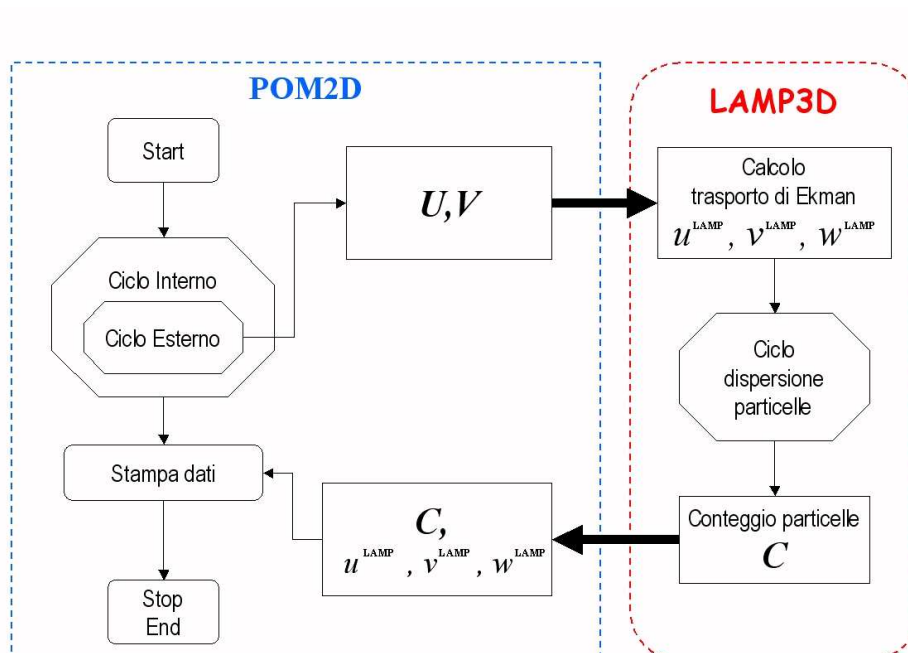 POM2D
Start
Ciclo Interno
Ciclo Esterno
Stampa dati
Stop
End
U,V
C,
u^LAMP , v^LAMP , w^LAMP
LAMP3D
Calcolo
trasporto di Ekman
u^LAMP , v^LAMP , w^LAMP
Ciclo
dispersione
particelle
Conteggio particelle
C